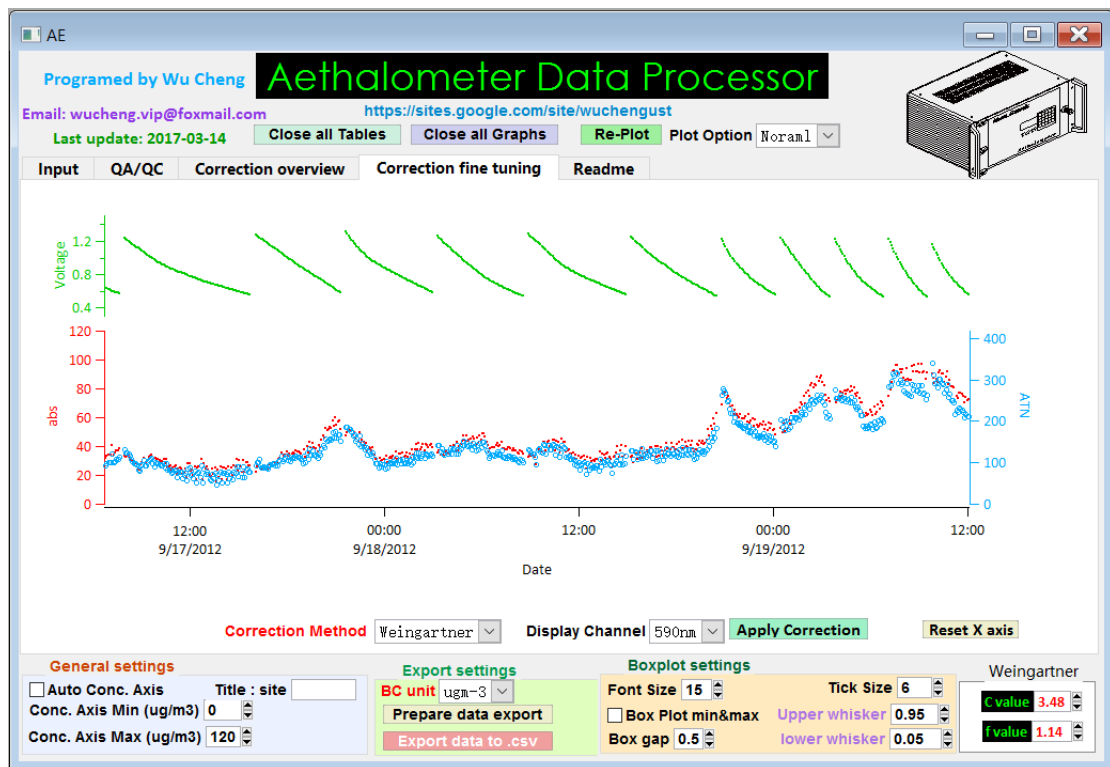 AE
Programed by Wu Cheng
Aethalometer Data Processor
Email: wucheng.vip@foxmail.com
https://sites.google.com/site/wuchengust
Last update: 2017-03-14
Close all Tables
Close all Graphs
Re-Plot
Plot Option Noraml
Input QA/QC Correction overview Correction fine tuning Readme
Voltage
1.2
0.8
0.4
abs
120
100
80
60
40
20
0
ATN
400
300
200
100
0
12:00 00:00 12:00 00:00 12:00
9/17/2012 9/18/2012 9/19/2012
Date
Correction Method Weingartner Display Channel 590nm Apply Correction Reset X axis
General settings
Auto Conc. Axis Title : site
Conc. Axis Min (ug/m3) 0
Conc. Axis Max (ug/m3) 120
Export settings
BC unit ugm-3
Prepare data export
Export data to .csv
Boxplot settings
Font Size 15 Tick Size 6
Box Plot min&max Upper whisker 0.95
Box gap 0.5 lower whisker 0.05
Weingartner
C value 3.48
f value 1.14